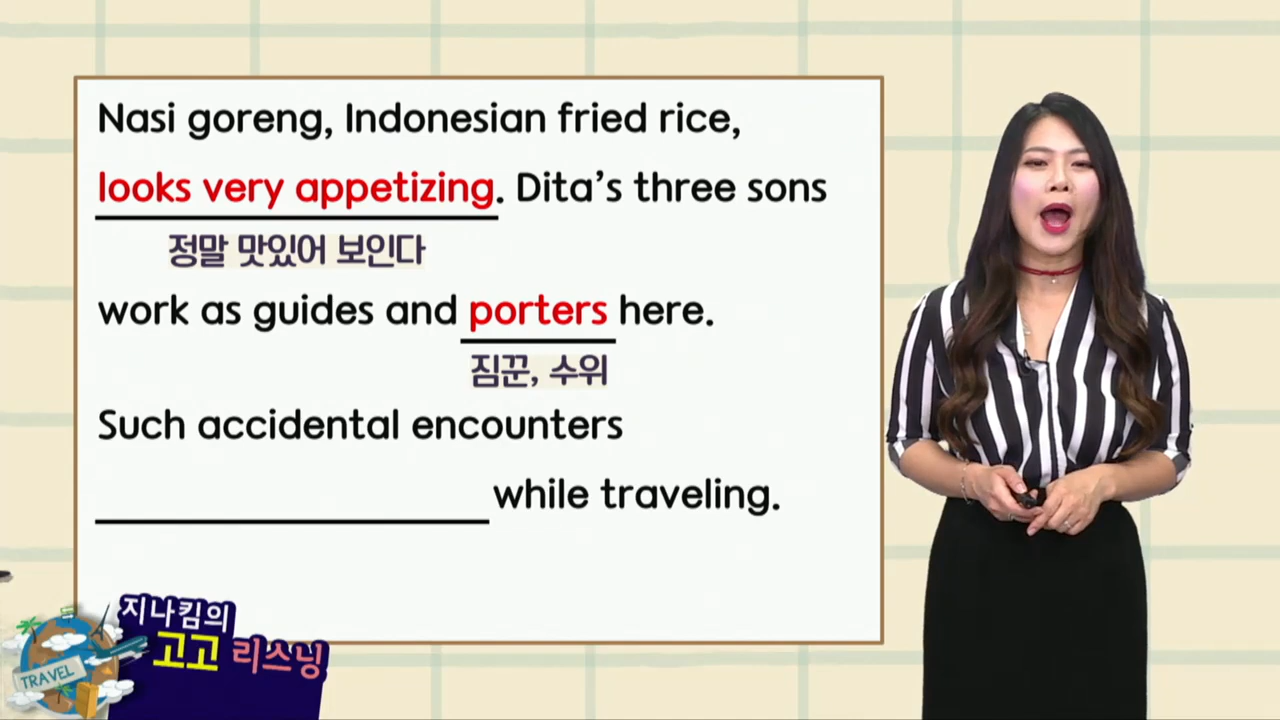 Nasi goreng, Indonesian fried rice,
looks very appetizing. Dita's three sons
정말 맛있어 보인다
work as guides and porters here.
짐꾼, 수위
Such accidental encounters
while traveling.
지나킴의
고고 리스닝
TRAVEL